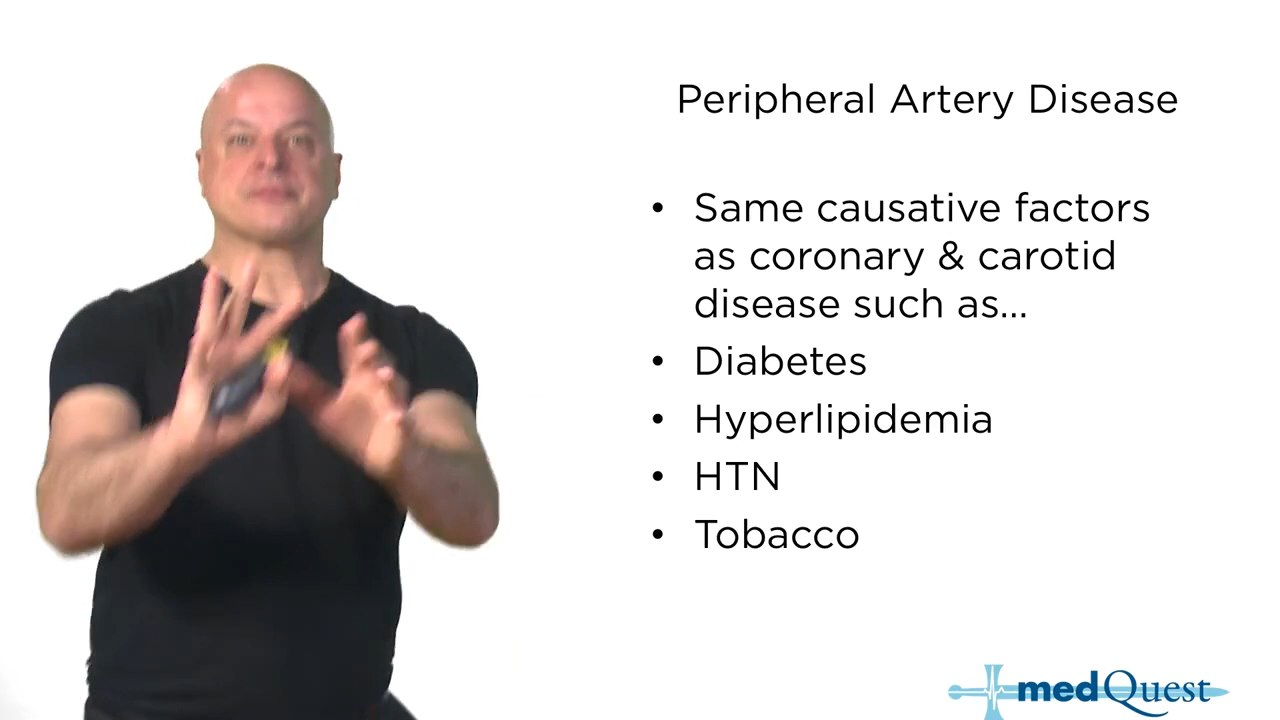 Peripheral Artery Disease
• Same causative factors
as coronary & carotid
disease such as...
• Diabetes
• Hyperlipidemia
• HTN
• Tobacco
medQuest